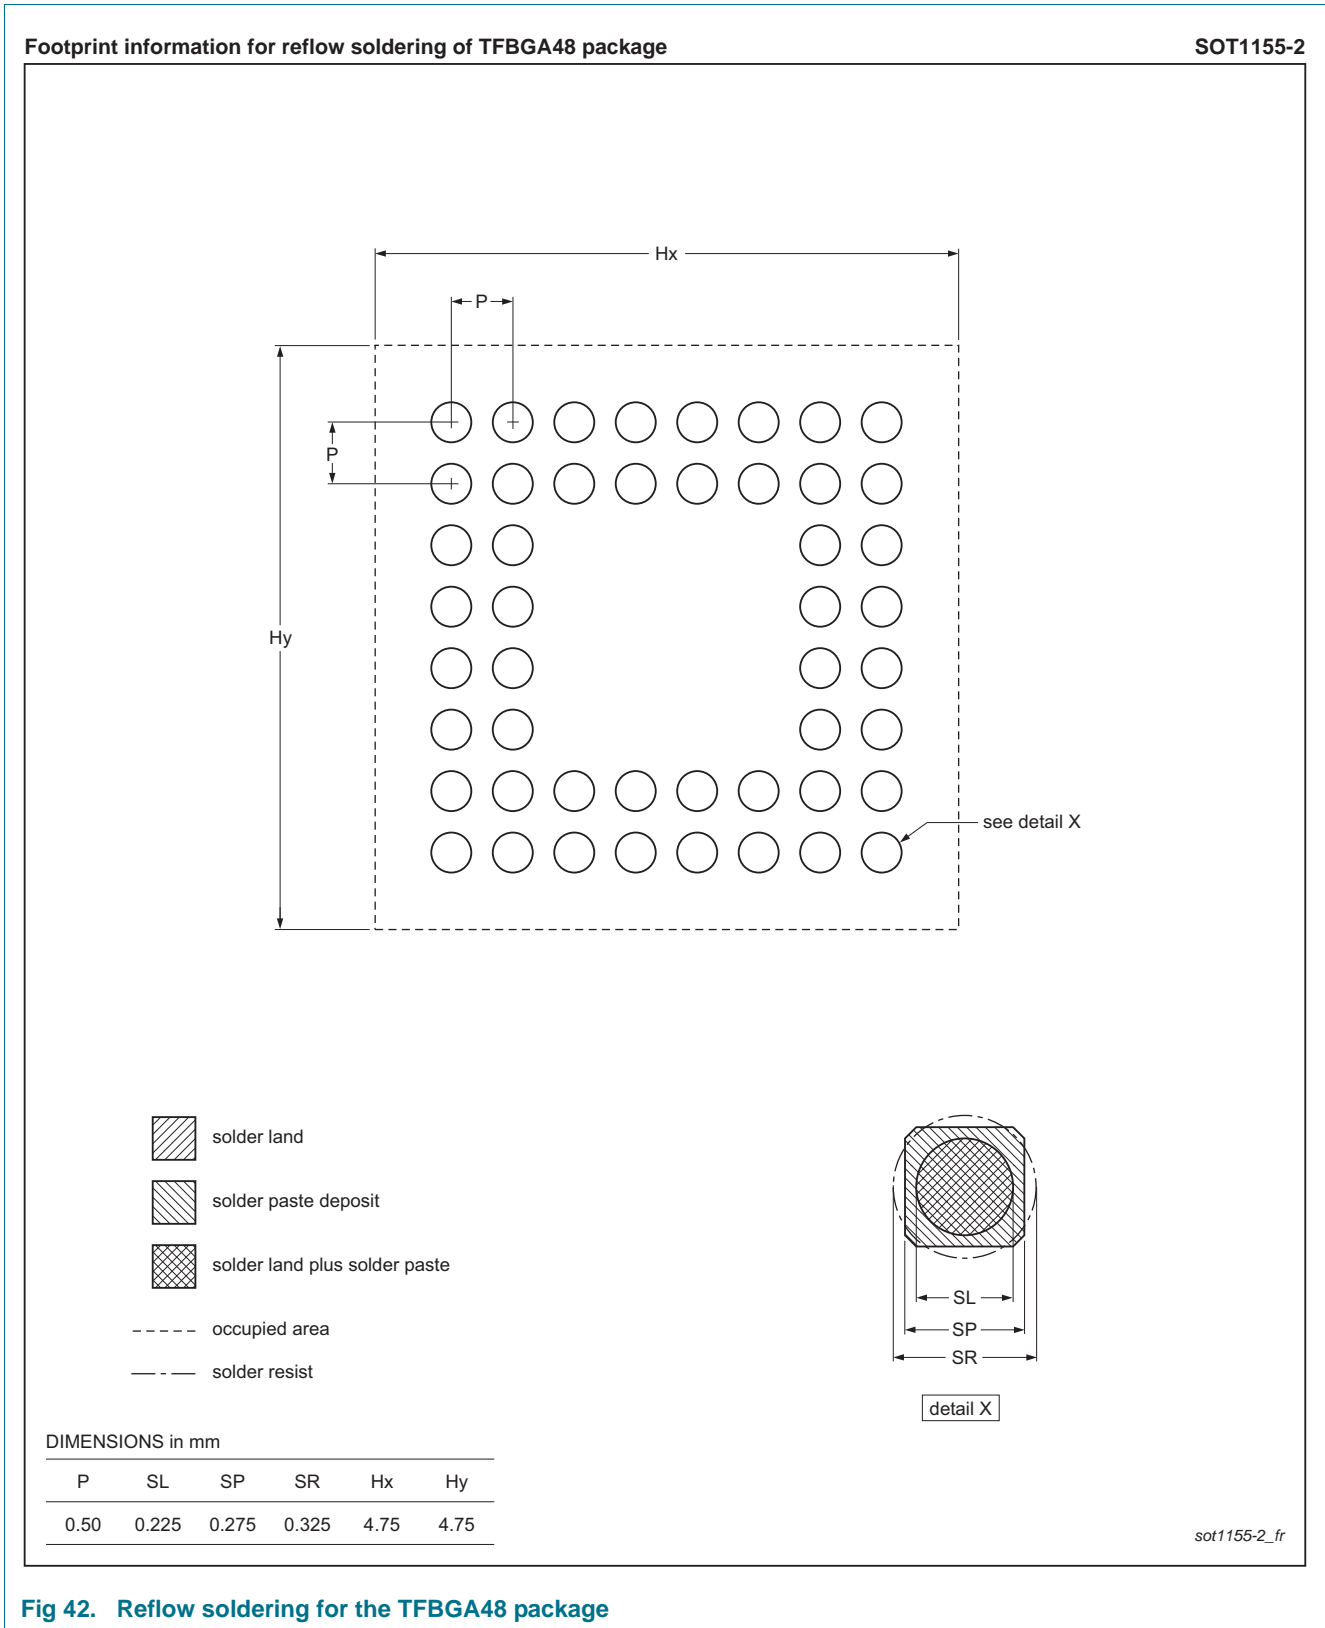 Footprint information for reflow soldering of TFBGA48 package SOT1155-2
Hx
P
P
Hy
see detail X
solder land
solder paste deposit
solder land plus solder paste
occupied area
solder resist
SL
SP
SR
detail X
DIMENSIONS in mm
P SL SP SR Hx Hy
0.50 0.225 0.275 0.325 4.75 4.75
sot1155-2_fr
Fig 42. Reflow soldering for the TFBGA48 package